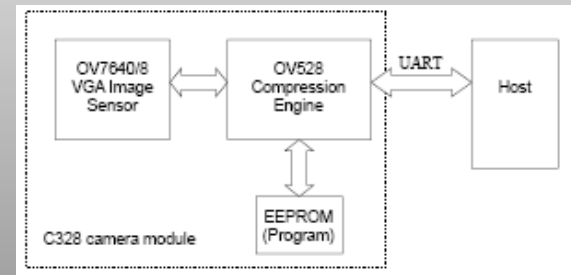 OV7640/8
VGA Image
Sensor
OV528
Compression
Engine
UART
Host
EEPROM
(Program)
C328 camera module